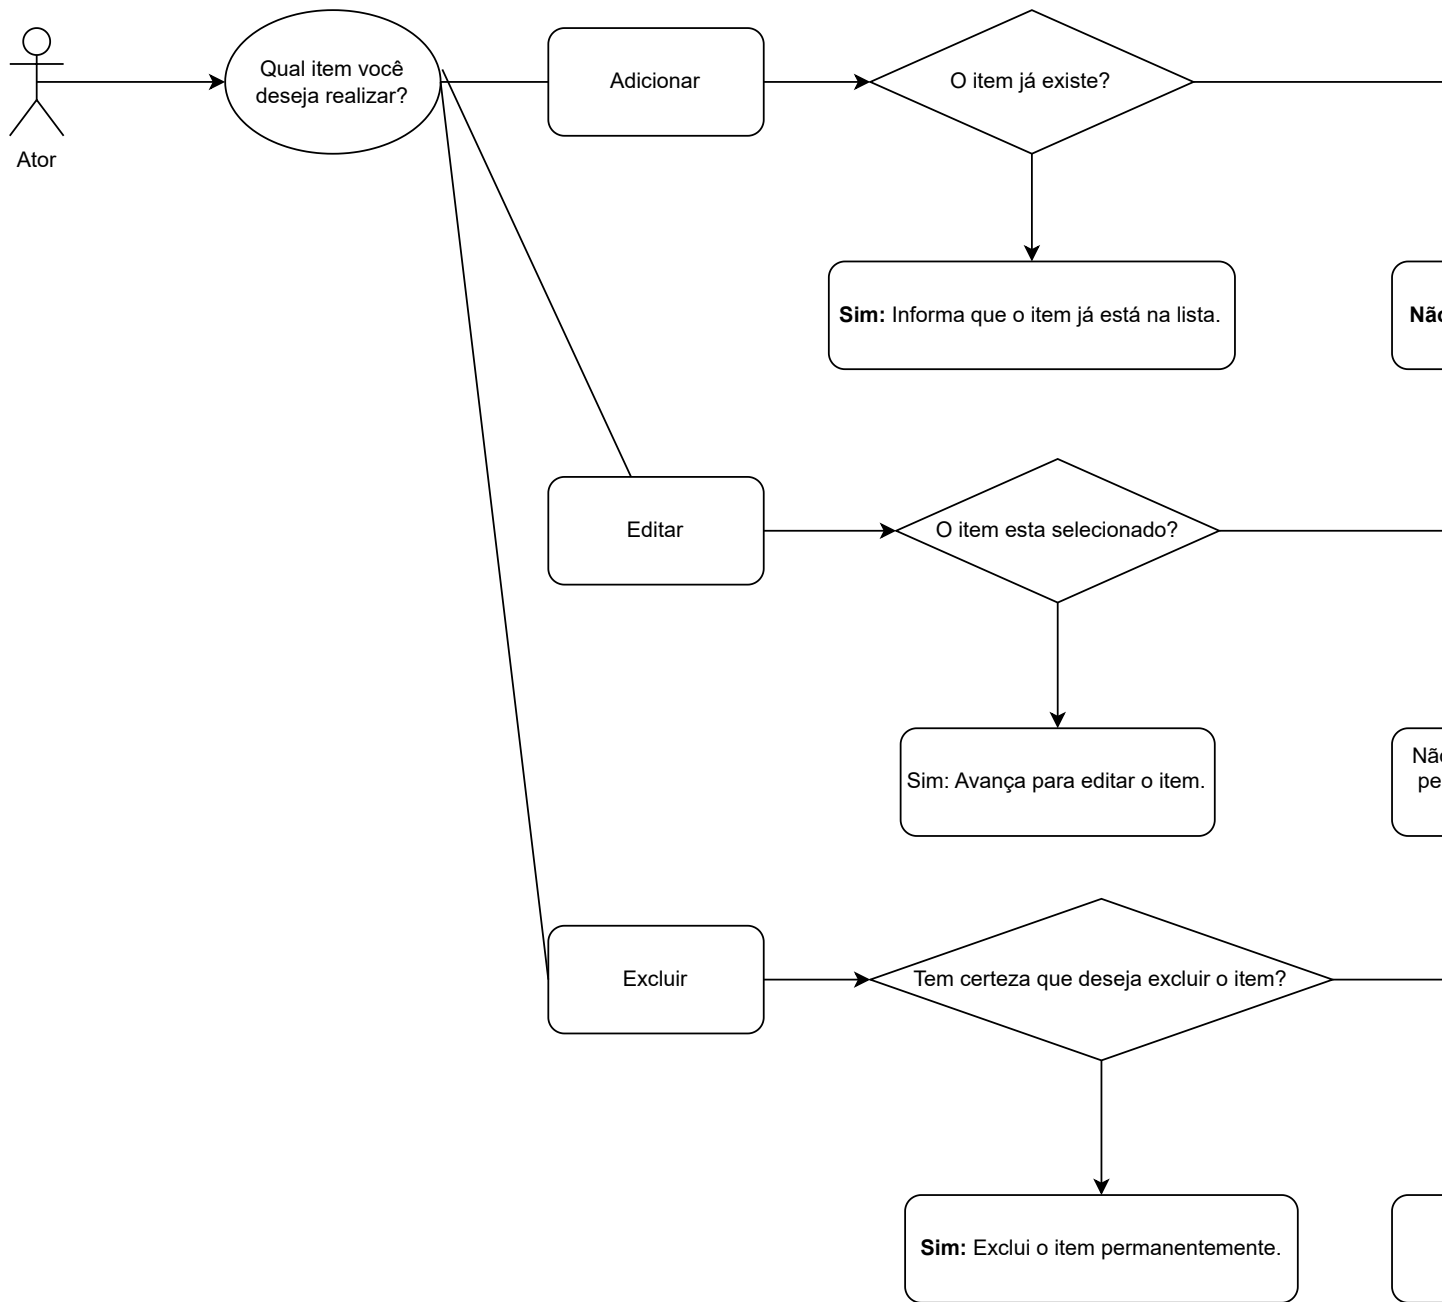 Qual item você
deseja realizar?
Adicionar
O item já existe?
Ator
Sim: Informa que o item já está na lista.
Editar
O item esta selecionado?
Sim: Avança para editar o item.
Excluir
Tem certeza que deseja excluir o item?
Sim: Exclui o item permanentemente.